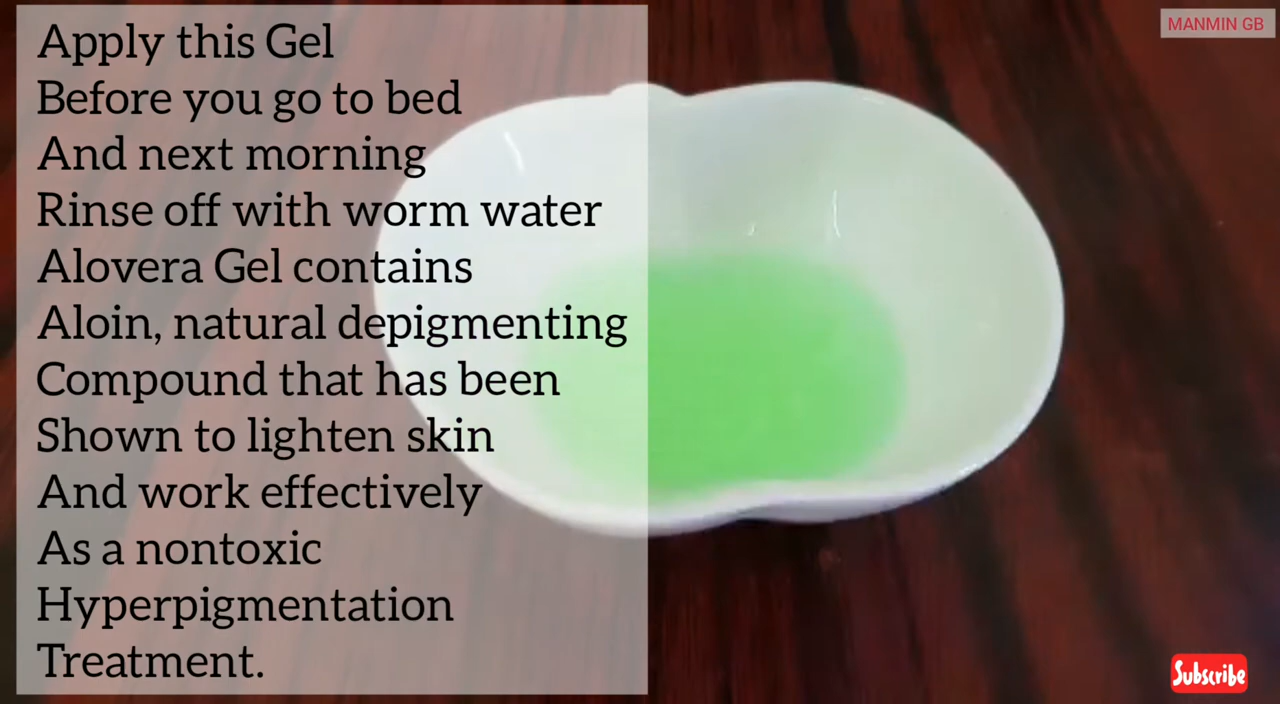 Apply this Gel
Before you go to bed
And next morning
Rinse off with worm water
Alovera Gel contains
Aloin, natural depigmenting
Compound that has been
Shown to lighten skin
And work effectively
As a nontoxic
Hyperpigmentation
Treatment.
MANMIN GB
Subscribe